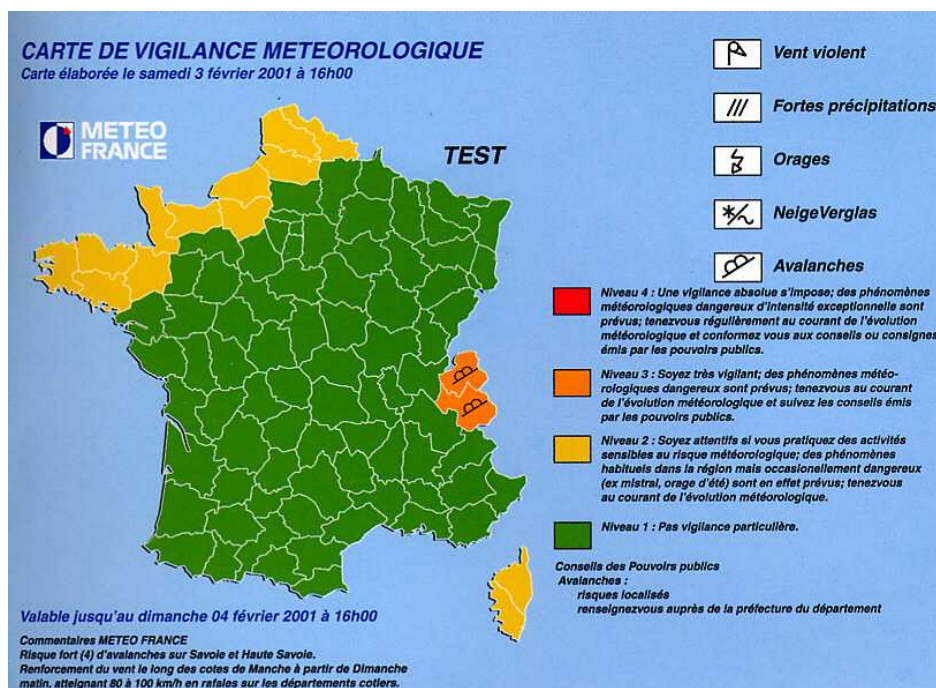 CARTE DE VIGILANCE METEOROLOGIQUE
Carte élaborée le samedi 3 février 2001 à 16h00
METEO
FRANCE
TEST
Vent violent
Fortes précipitations
Orages
NeigeVerglas
Avalanches
Niveau 4 : Une vigilance absolue s'impose; des phénomènes
météorologiques dangereux d'intensité exceptionnelle sont
prévus; tenezvous régulièrement au courant de l'évolution
météorologique et conformez vous aux conseils ou consignes
émis par les pouvoirs publics.
Niveau 3 : Soyez très vigilant; des phénomènes météo-
rologiques dangereux sont prévus; tenezvous au courant
de l'évolution météorologique et suivez les conseils émis
par les pouvoirs publics.
Niveau 2 : Soyez attentifs si vous pratiquez des activités
sensibles au risque météorologique; des phénomènes
habituels dans la région mais occasionellement dangereux
(ex mistral, orage d'été) sont en effet prévus; tenezvous
au courant de l'évolution météorologique.
Niveau 1 : Pas vigilance particulière.
Conseils des Pouvoirs publics
Avalanches :
risques localisés
renseignezvous auprès de la préfecture du département
Valable jusqu'au dimanche 04 février 2001 à 16h00
Commentaires METEO FRANCE
Risque fort (4) d'avalanches sur Savoie et Haute Savoie.
Renforcement du vent le long des cotes de Manche à partir de Dimanche
matin, atteignant 80 à 100 km/h en rafales sur les départements cotiers.